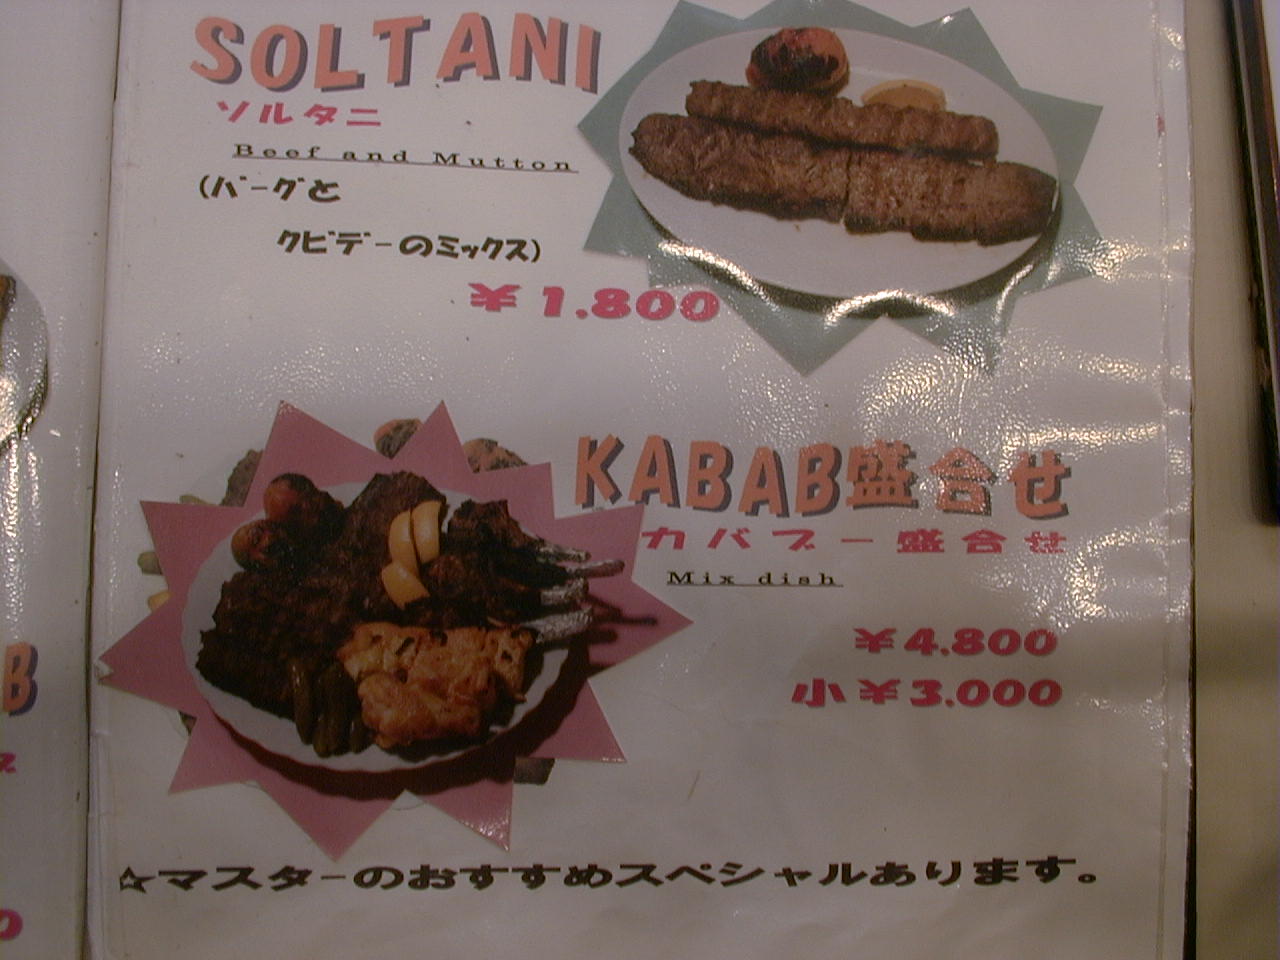 SOLTANI
ソルタニ
Beef and Mutton
(バーグと
クビデーのミックス)
¥1.800
KABAB盛合せ
カバブー盛合せ
Mix dish
¥4.800
小¥3.000
☆マスターのおすすめスペシャルあります。
B